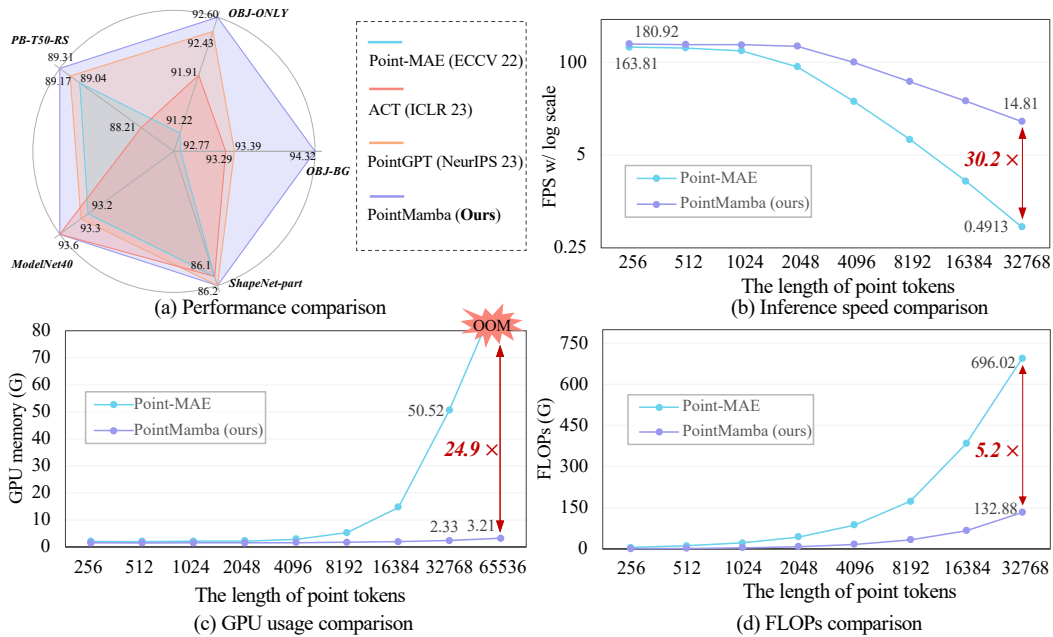 92.60
OBJ-ONLY
PB-T50-RS
92.43
89.31
89.17
89.04
91.91
88.21
91.22
92.77
93.29
93.39
94.32
OBJ-BG
93.2
93.3
93.6
ModelNet40
86.1
86.2
ShapeNet-part
Point-MAE (ECCV 22)
ACT (ICLR 23)
PointGPT (NeurIPS 23)
PointMamba (Ours)
(a) Performance comparison
FPS w/ log scale
100
5
0.25
180.92
163.81
14.81
30.2 ×
0.4913
Point-MAE
PointMamba (ours)
256 512 1024 2048 4096 8192 16384 32768
The length of point tokens
(b) Inference speed comparison
GPU memory (G)
80
70
60
50
40
30
20
10
0
OOM
50.52
24.9 ×
2.33
3.21
Point-MAE
PointMamba (ours)
256 512 1024 2048 4096 8192 16384 32768 65536
The length of point tokens
(c) GPU usage comparison
FLOPs (G)
750
600
450
300
150
0
696.02
5.2 ×
132.88
Point-MAE
PointMamba (ours)
256 512 1024 2048 4096 8192 16384 32768
The length of point tokens
(d) FLOPs comparison